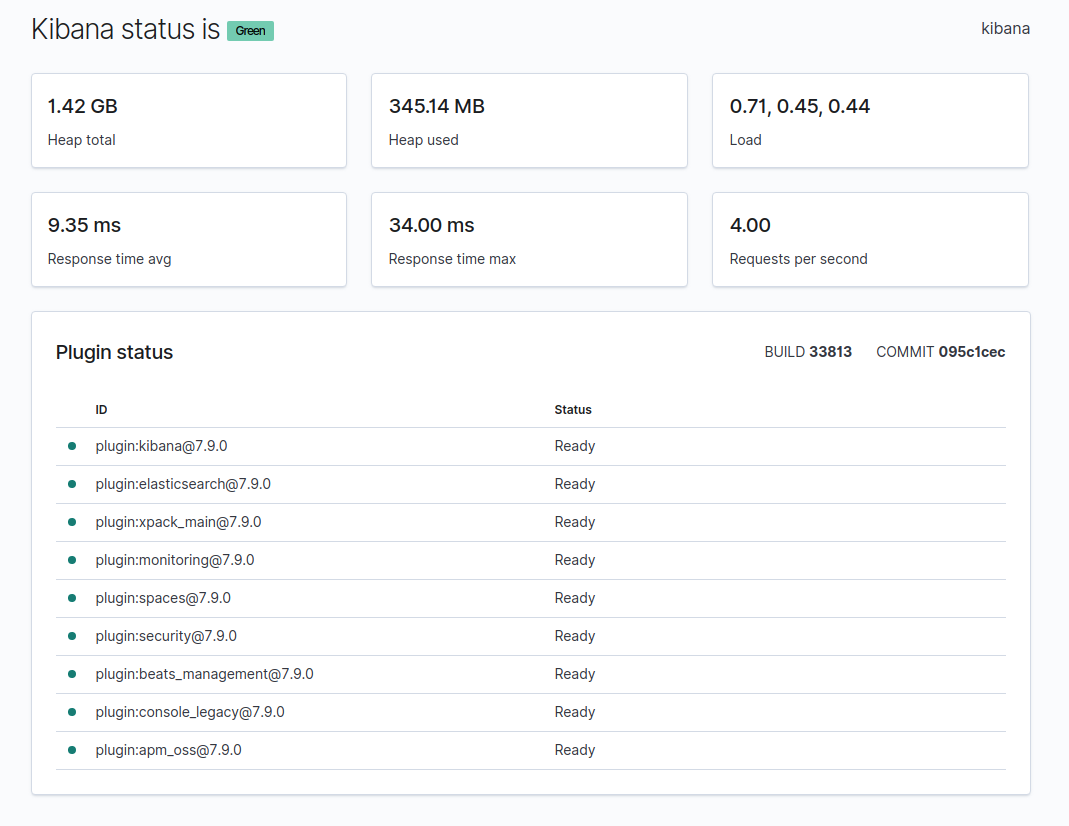 Kibana status is Green
kibana
1.42 GB
Heap total
345.14 MB
Heap used
0.71, 0.45, 0.44
Load
9.35 ms
Response time avg
34.00 ms
Response time max
4.00
Requests per second
Plugin status
BUILD 33813 COMMIT 095c1cec
ID Status
plugin:kibana@7.9.0 Ready
plugin:elasticsearch@7.9.0 Ready
plugin:xpack_main@7.9.0 Ready
plugin:monitoring@7.9.0 Ready
plugin:spaces@7.9.0 Ready
plugin:security@7.9.0 Ready
plugin:beats_management@7.9.0 Ready
plugin:console_legacy@7.9.0 Ready
plugin:apm_oss@7.9.0 Ready